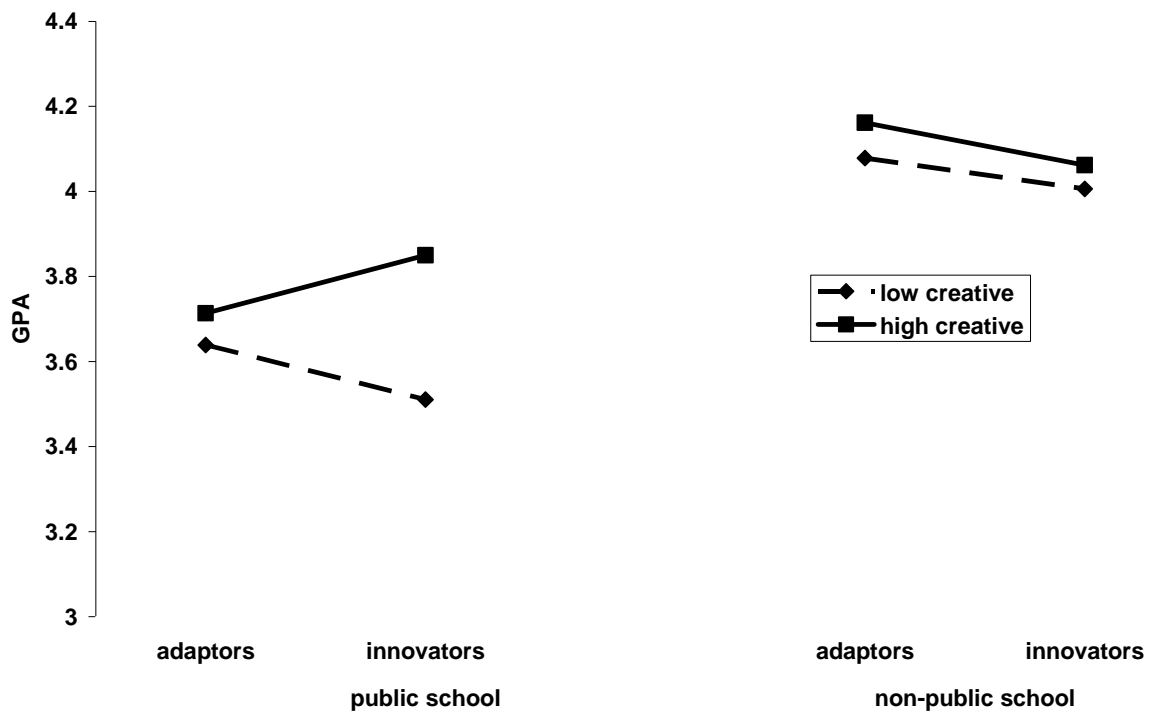 4.4
4.2
4
3.8
3.6
3.4
3.2
3
GPA
low creative
high creative
adaptors innovators adaptors innovators
public school non-public school